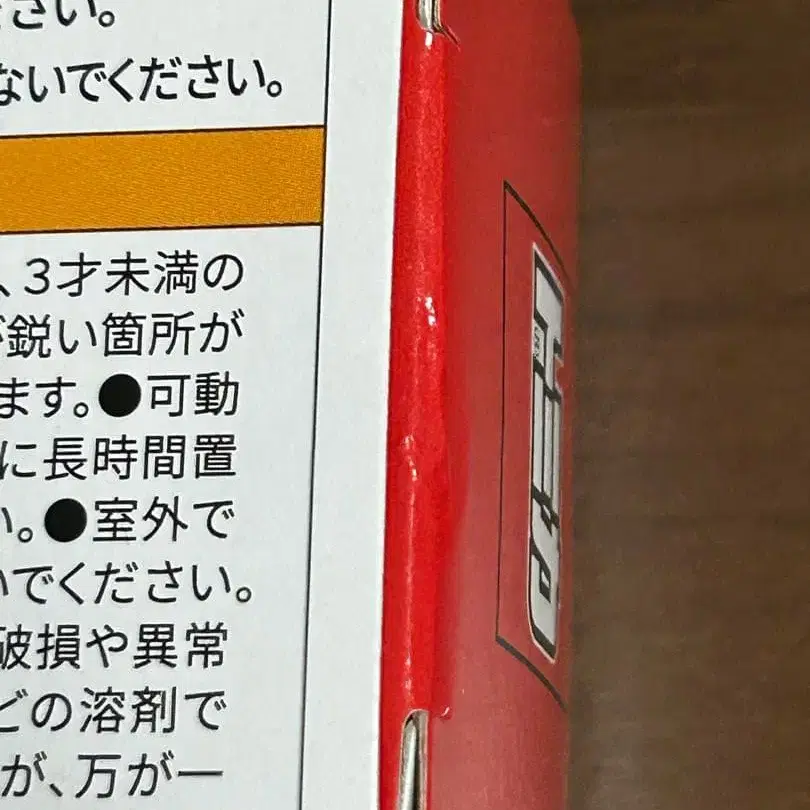 さい。
ないでください。
、3才未満の
が鋭い箇所が
ます。●可動
に長時間置
い。●室外で
いでください。
破損や異常
どの溶剤で
が、万が一